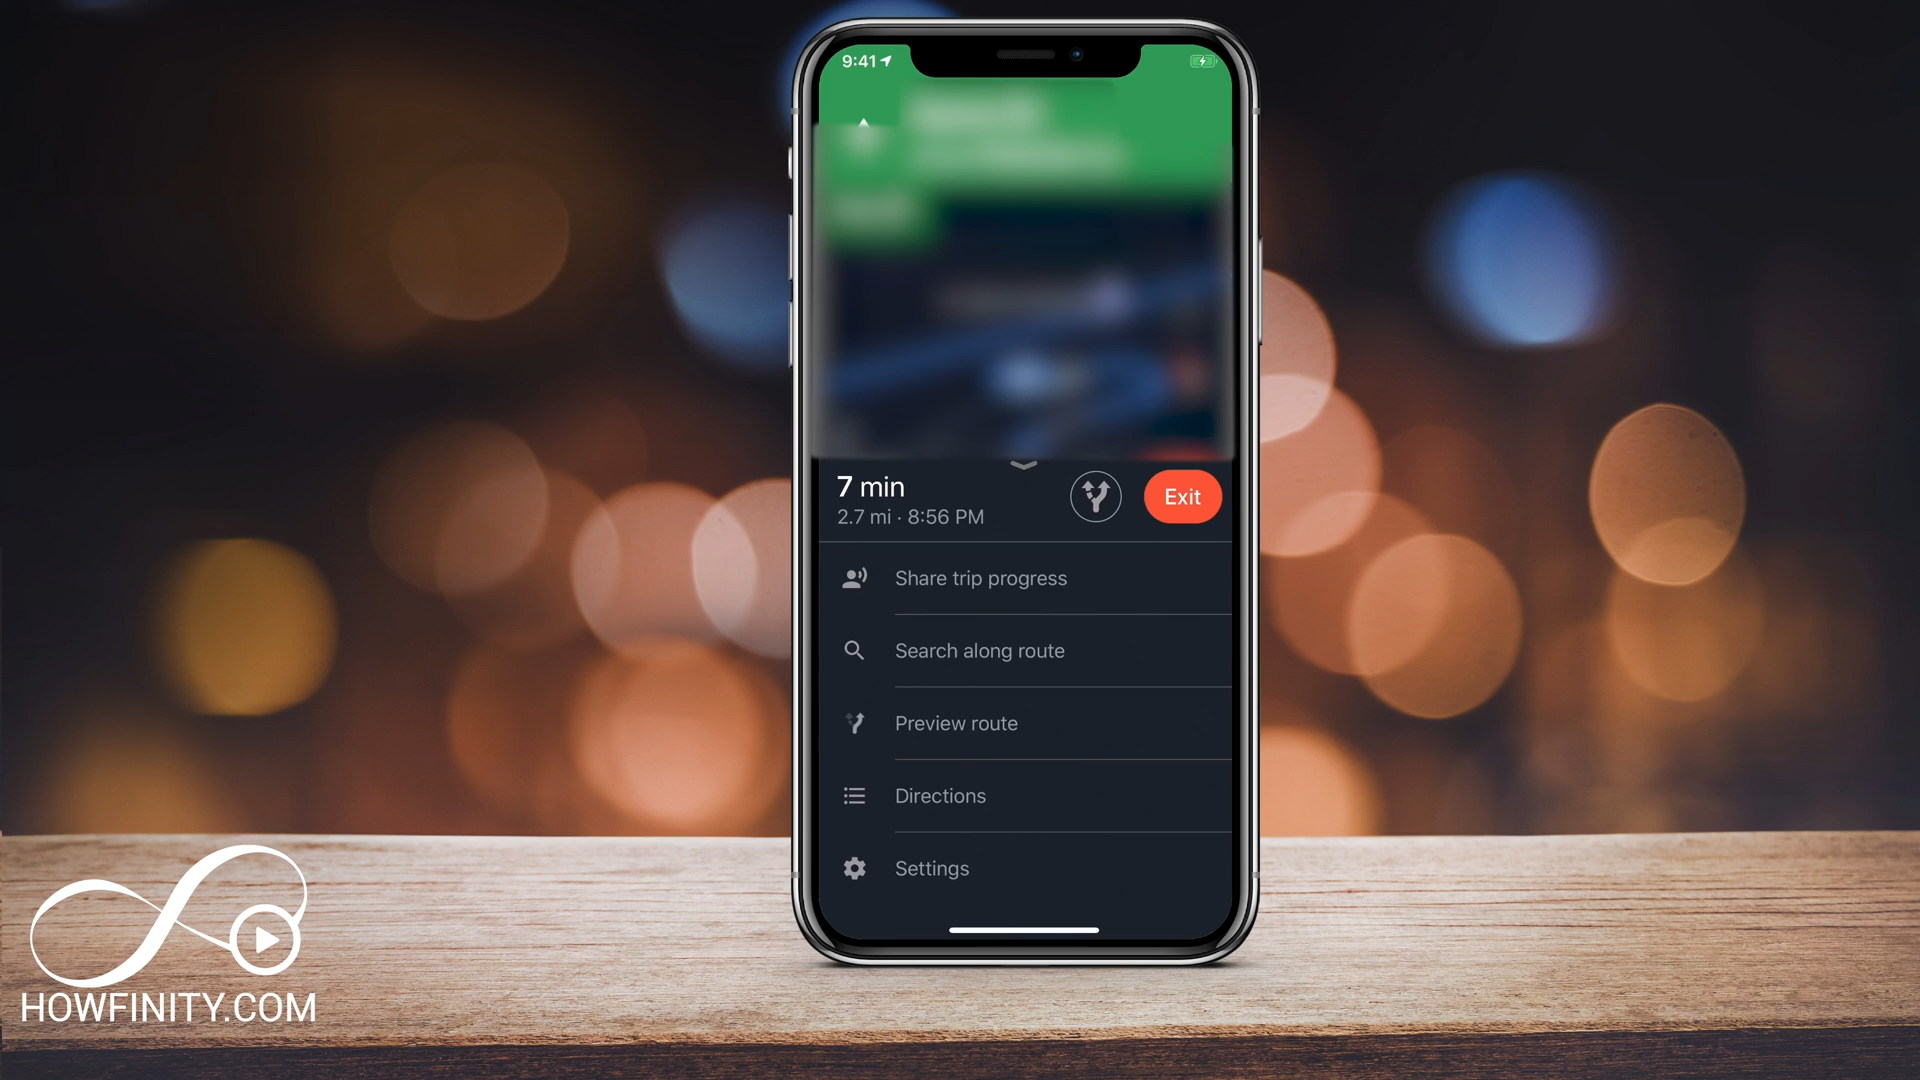 9:41
7 min
2.7 mi · 8:56 PM
Exit
Share trip progress
Search along route
Preview route
Directions
Settings
HOWFINITY.COM